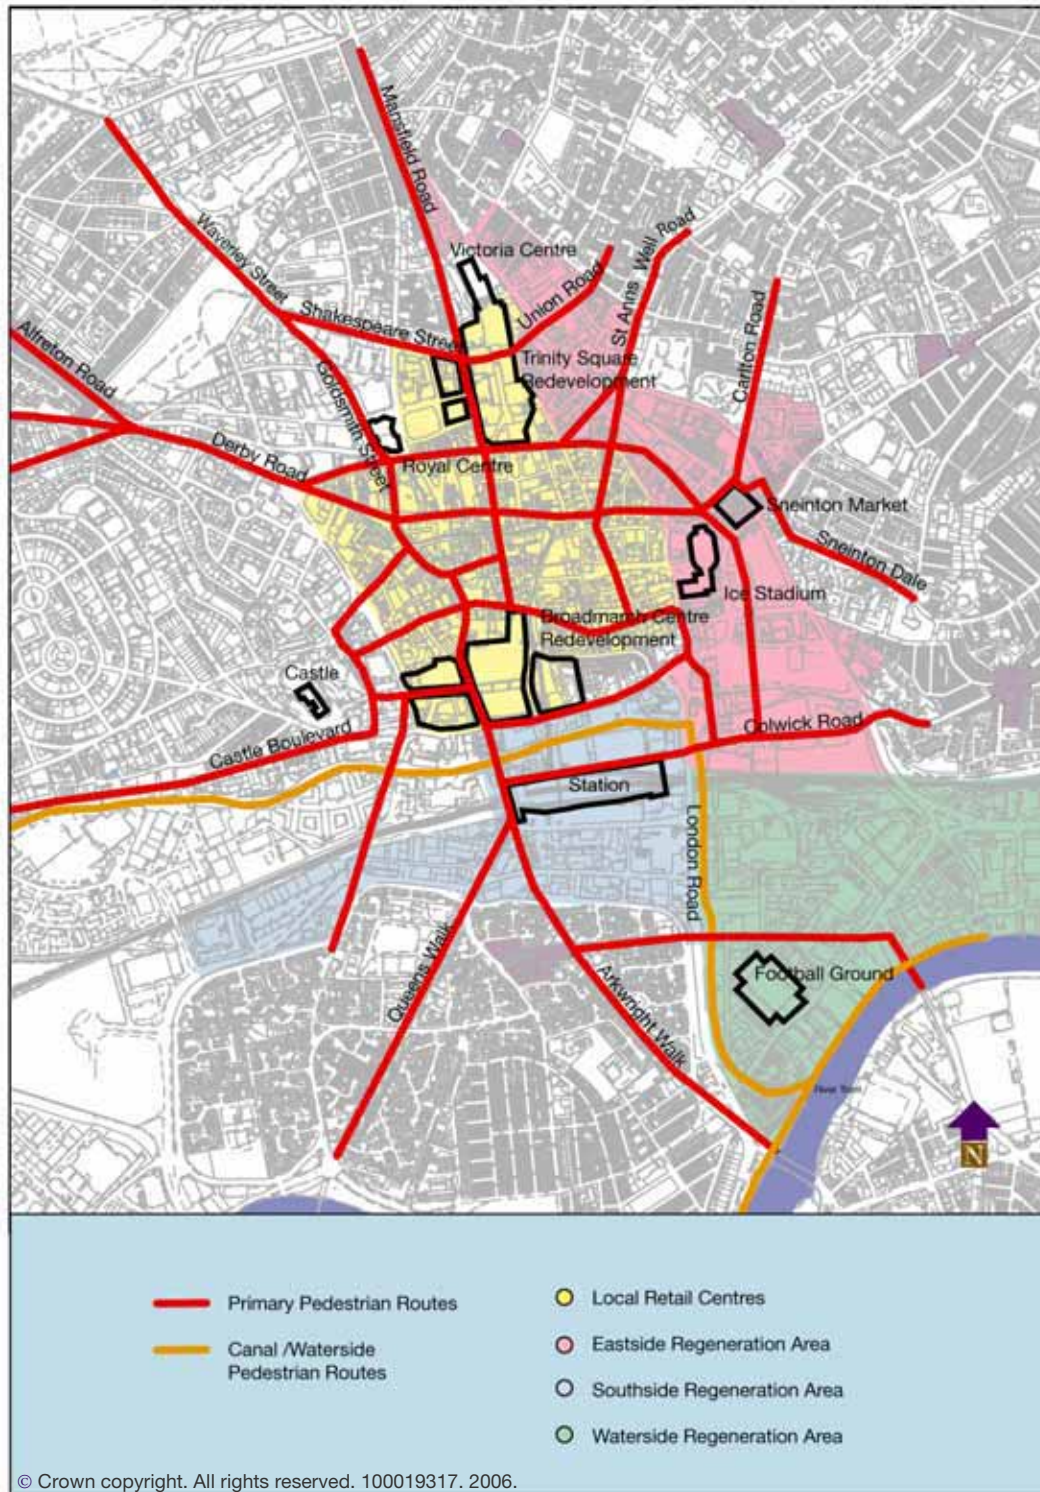 Mansfield Road
Waverley Street
Victoria Centre
Union Road
St Anns Well Road
Shakespeare Street
Alfreton Road
Carlton Road
Trinity Square
Redevelopment
Goldsmith Street
Derby Road
Royal Centre
Sneinton Market
Sneinton Dale
Ice Stadium
Broadmarsh Centre
Redevelopment
Castle
Castle Boulevard
Colwick Road
Station
London Road
Queens Walk
Arkwright Walk
Football Ground
River Trent
N
Primary Pedestrian Routes
Canal /Waterside
Pedestrian Routes
Local Retail Centres
Eastside Regeneration Area
Southside Regeneration Area
Waterside Regeneration Area
© Crown copyright. All rights reserved. 100019317. 2006.